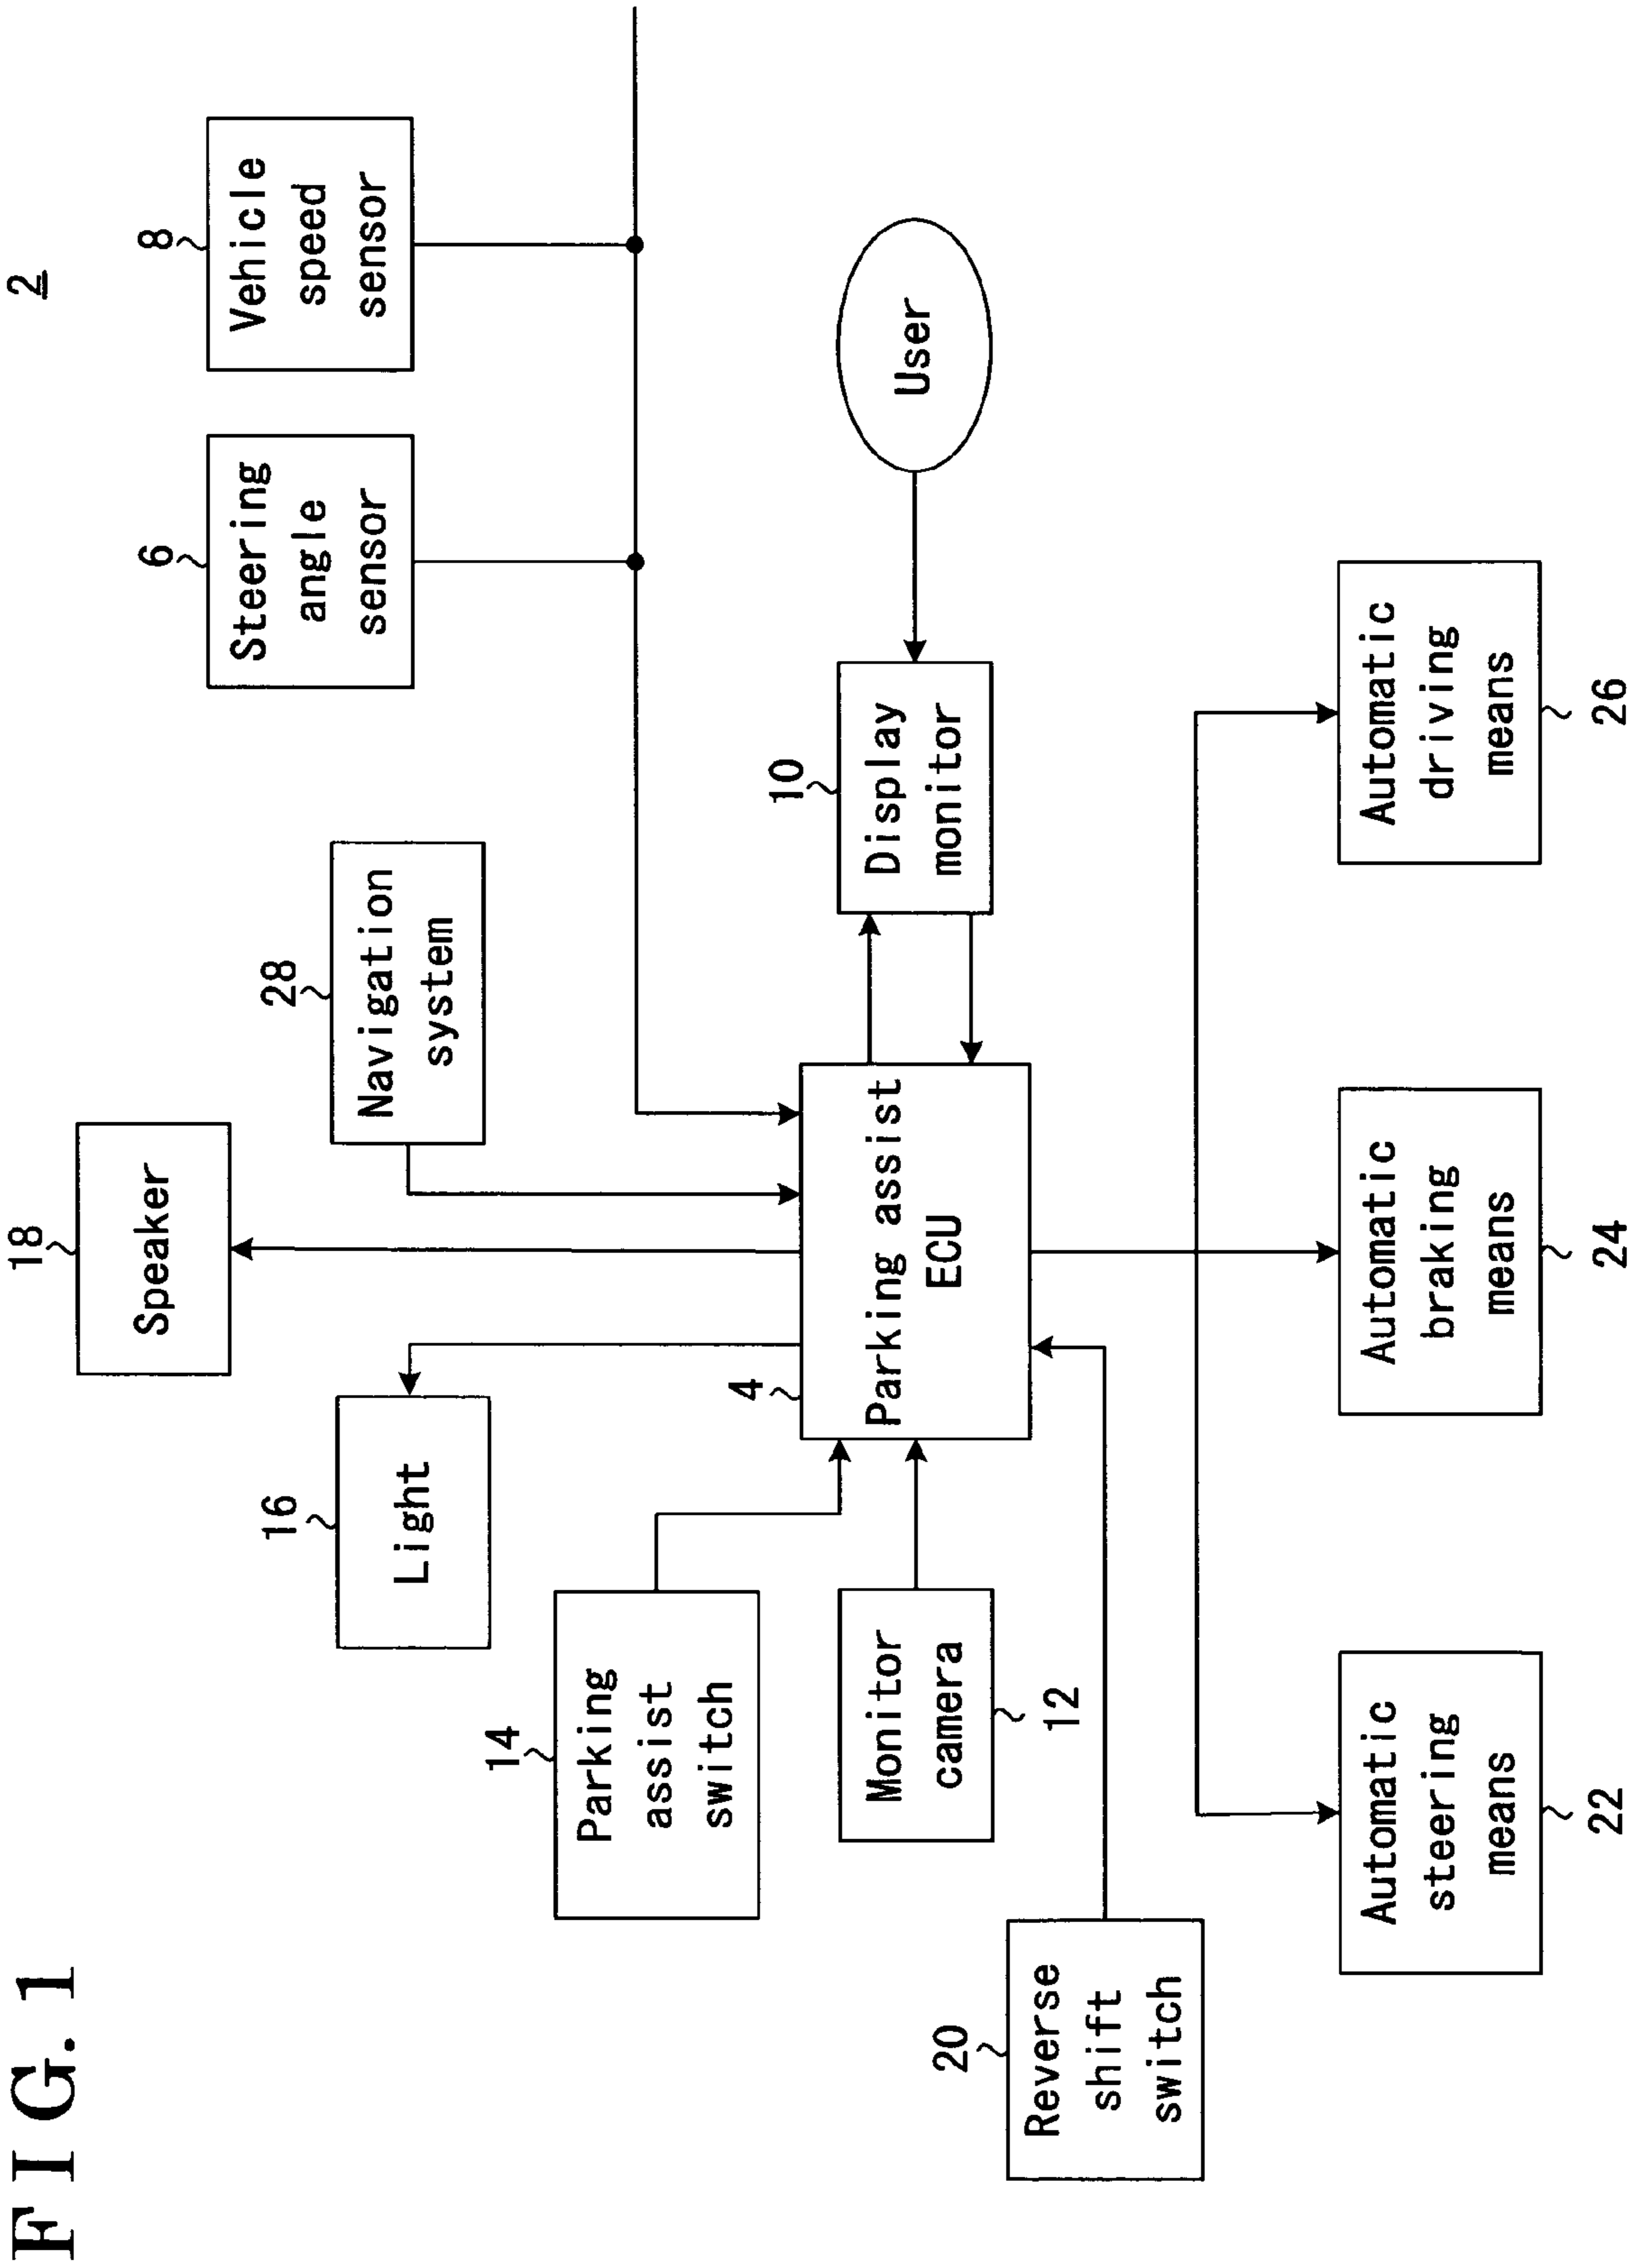 FIG. 1
2
18
Speaker
8
Vehicle
speed
sensor
6
Steering
angle
sensor
28
Navigation
system
16
Light
14
Parking
assist
switch
4
Parking assist
ECU
10
Display
monitor
User
Monitor
camera
12
20
Reverse
shift
switch
Automatic
steering
means
22
Automatic
braking
means
24
Automatic
driving
means
26